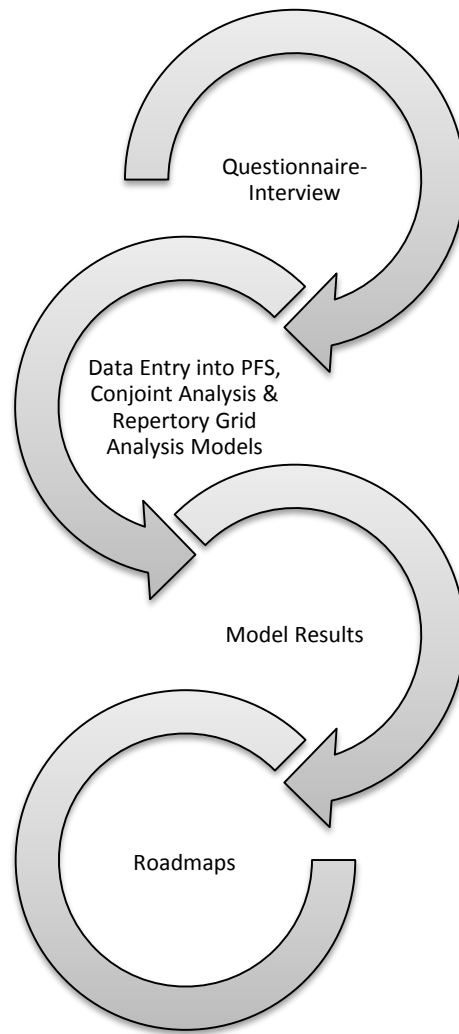 Questionnaire-
Interview
Data Entry into PFS,
Conjoint Analysis &
Repertory Grid
Analysis Models
Model Results
Roadmaps